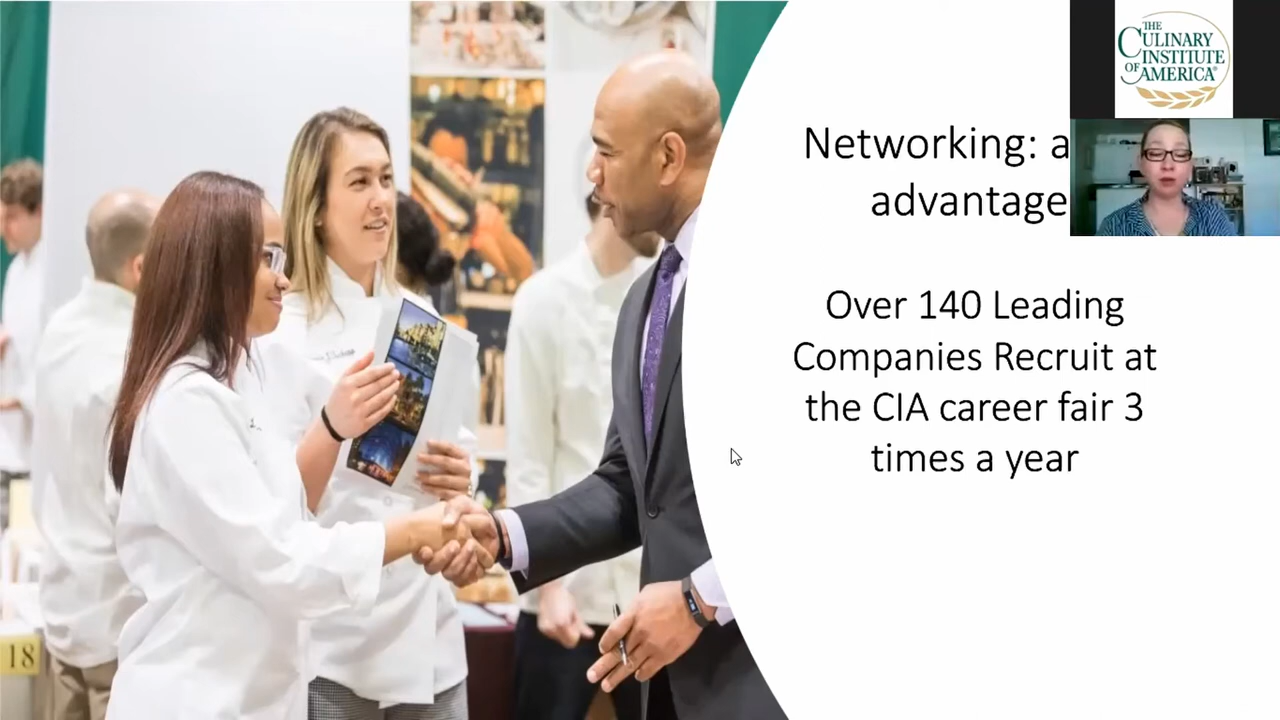 THE
CULINARY
INSTITUTE
OF AMERICA®
Networking: a
advantage
Over 140 Leading
Companies Recruit at
the CIA career fair 3
times a year
18